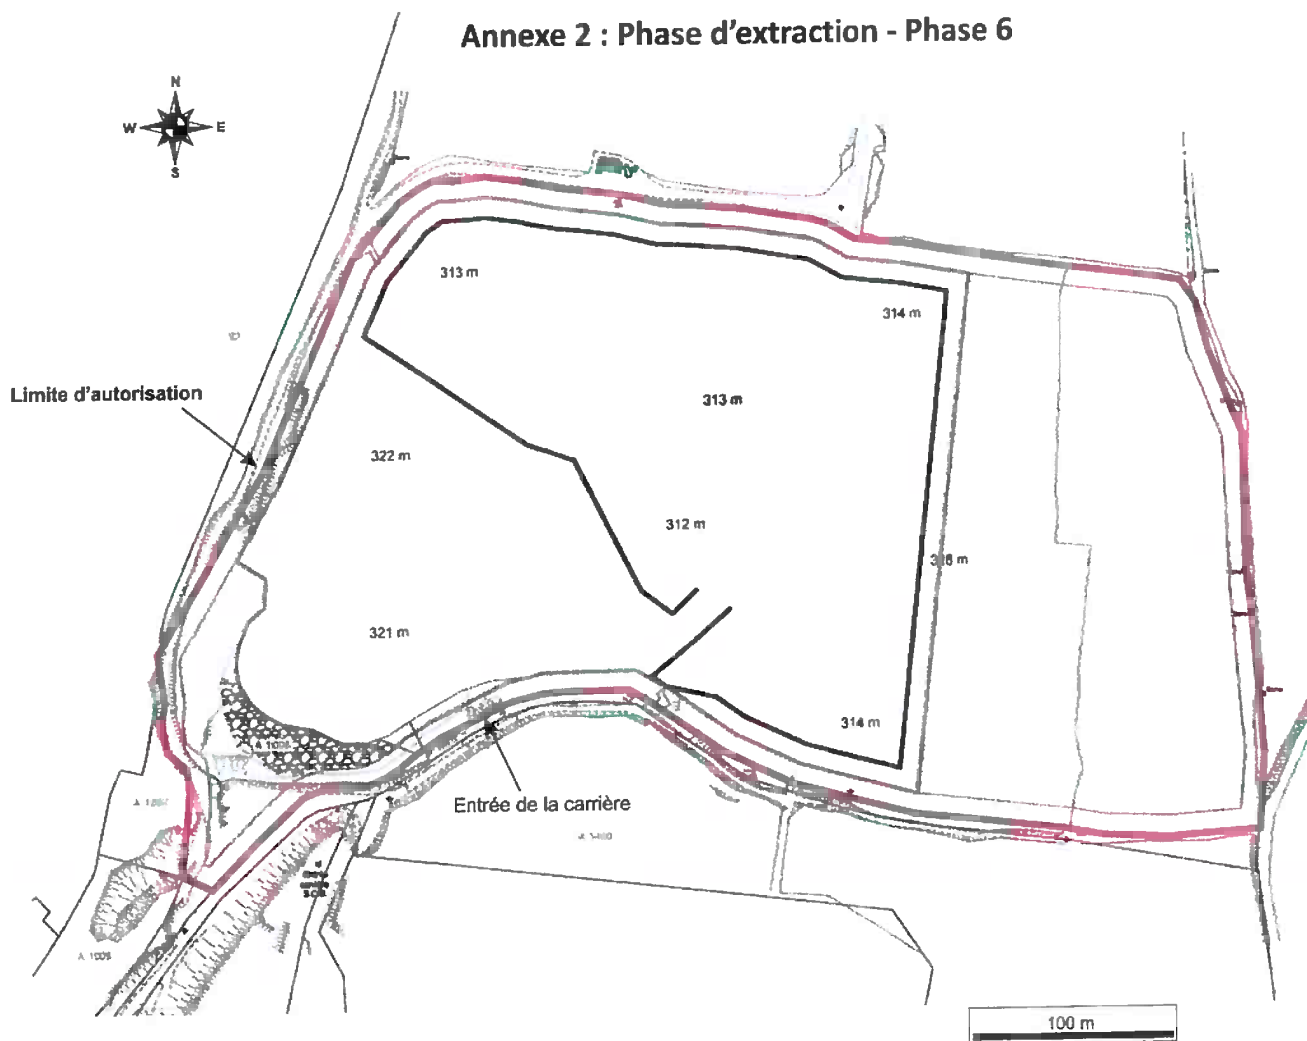 Annexe 2 : Phase d'extraction - Phase 6
N
W E
S
313 m
314 m
Limite d'autorisation
313 m
322 m
312 m
321 m
314 m
Entrée de la carrière
A 1009
100 m